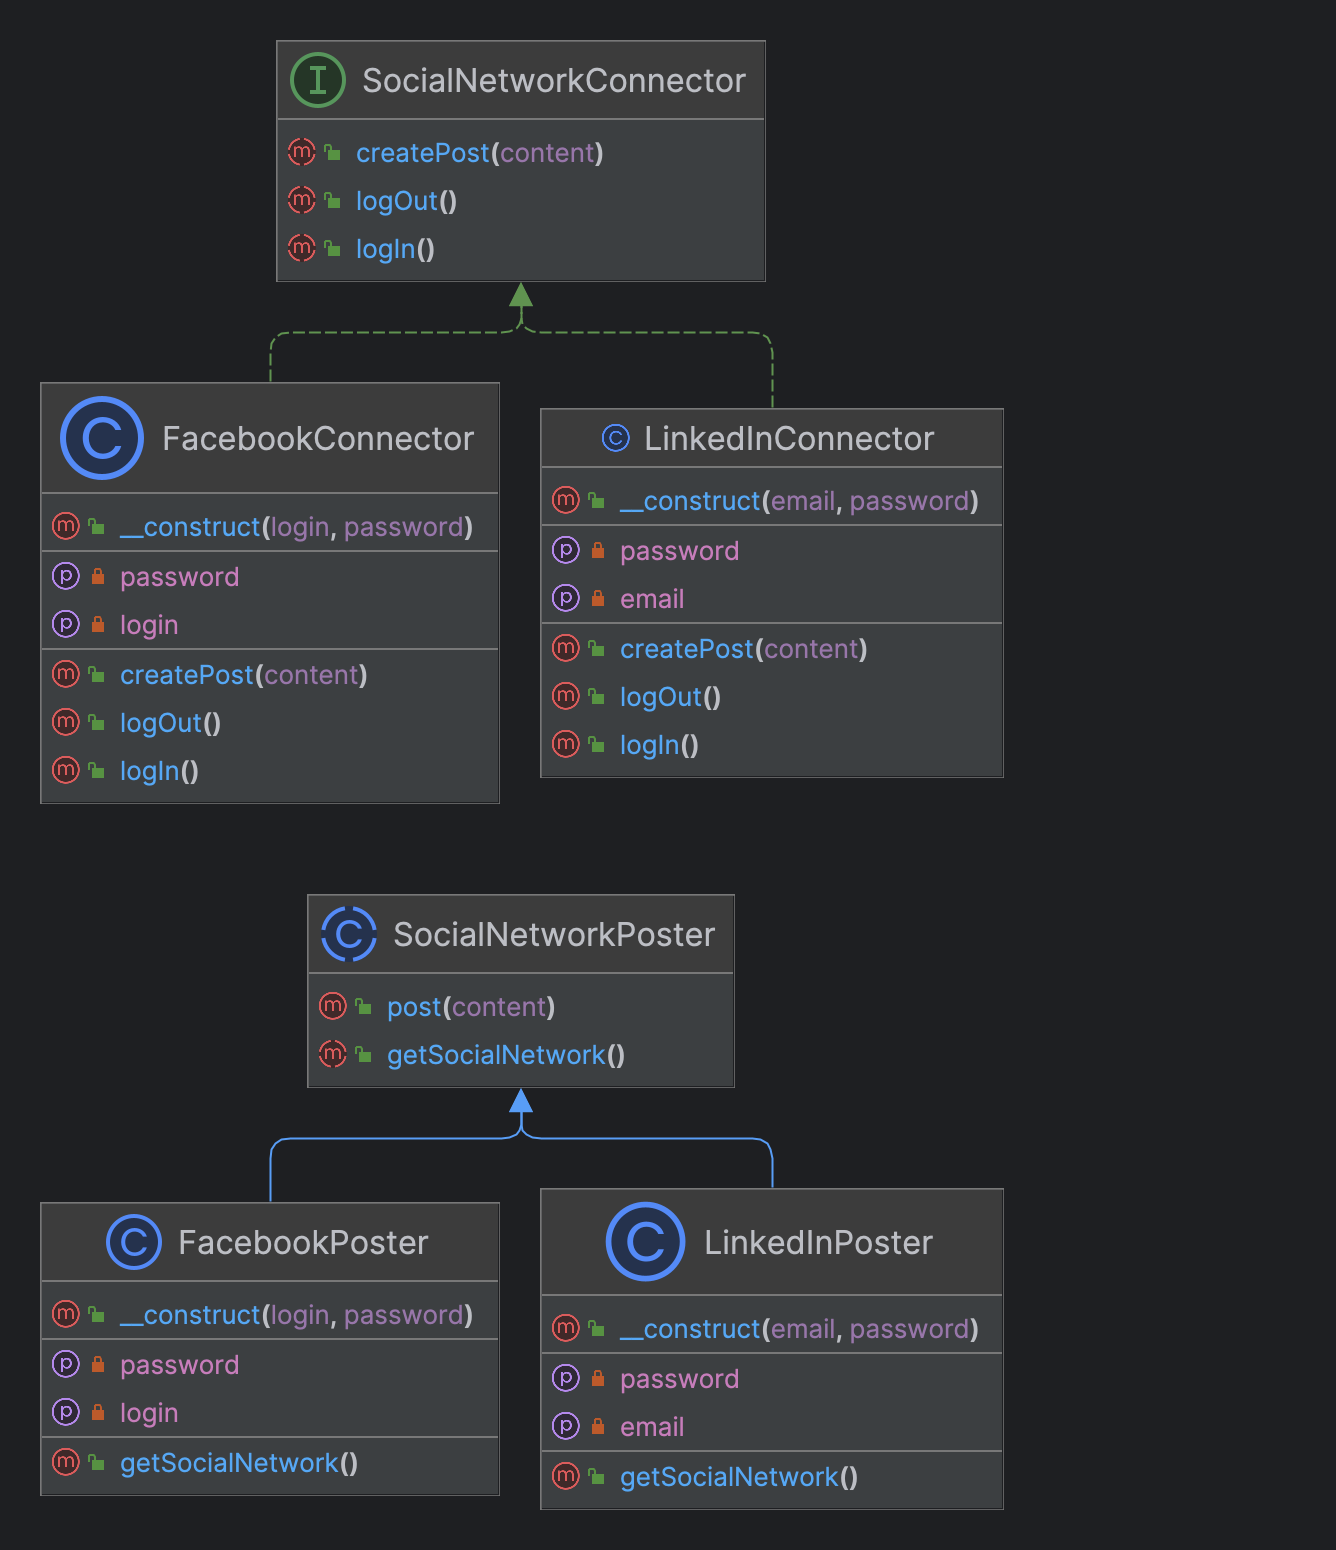 SocialNetworkConnector
createPost(content)
logOut()
logIn()
FacebookConnector
__construct(login, password)
password
login
createPost(content)
logOut()
logIn()
LinkedInConnector
__construct(email, password)
password
email
createPost(content)
logOut()
logIn()
SocialNetworkPoster
post(content)
getSocialNetwork()
FacebookPoster
__construct(login, password)
password
login
getSocialNetwork()
LinkedInPoster
__construct(email, password)
password
email
getSocialNetwork()